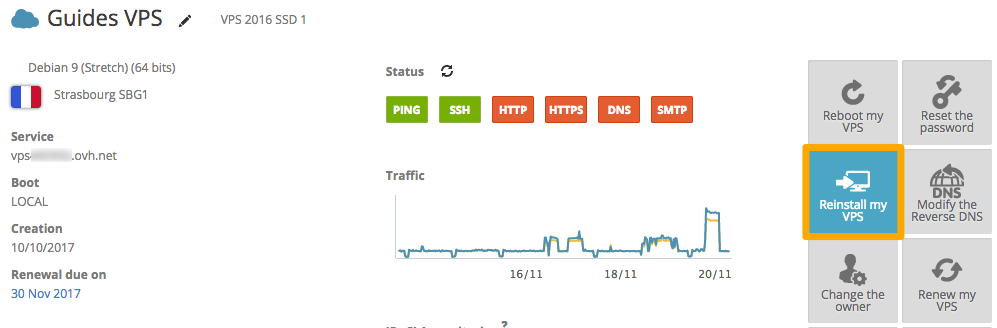 Guides VPS
VPS 2016 SSD 1
Debian 9 (Stretch) (64 bits)
Strasbourg SBG1
Service
vps .ovh.net
Boot
LOCAL
Creation
10/10/2017
Renewal due on
30 Nov 2017
Status
PING SSH HTTP HTTPS DNS SMTP
Traffic
16/11 18/11 20/11
?
Reboot my
VPS
Reset the
password
Reinstall my
VPS
DNS
Modify the
Reverse DNS
Change the
owner
Renew my
VPS